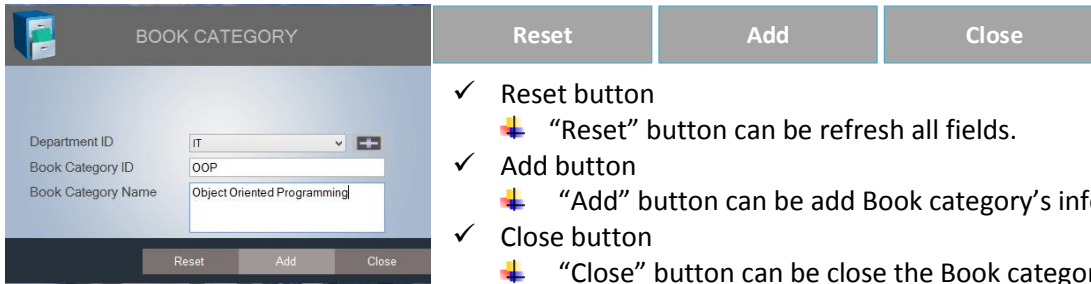 BOOK CATEGORY
Department ID
IT
Book Category ID
OOP
Book Category Name
Object Oriented Programming
Reset Add Close
Reset Add Close
Reset button
“Reset” button can be refresh all fields.
Add button
“Add” button can be add Book category’s
Close button
“Close” button can be close the Book